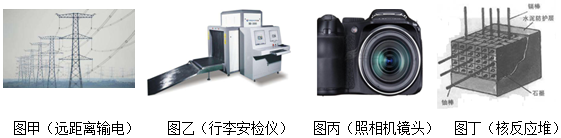 镉棒
水泥防护层
石墨
铀棒
图甲（远距离输电）
图乙（行李安检仪）
图丙（照相机镜头）
图丁（核反应堆）